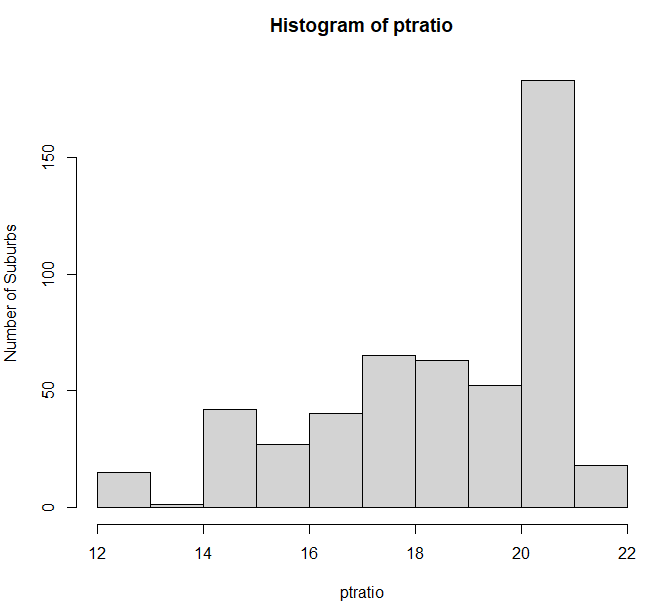 Histogram of ptratio
Number of Suburbs
150
100
50
0
12 14 16 18 20 22
ptratio